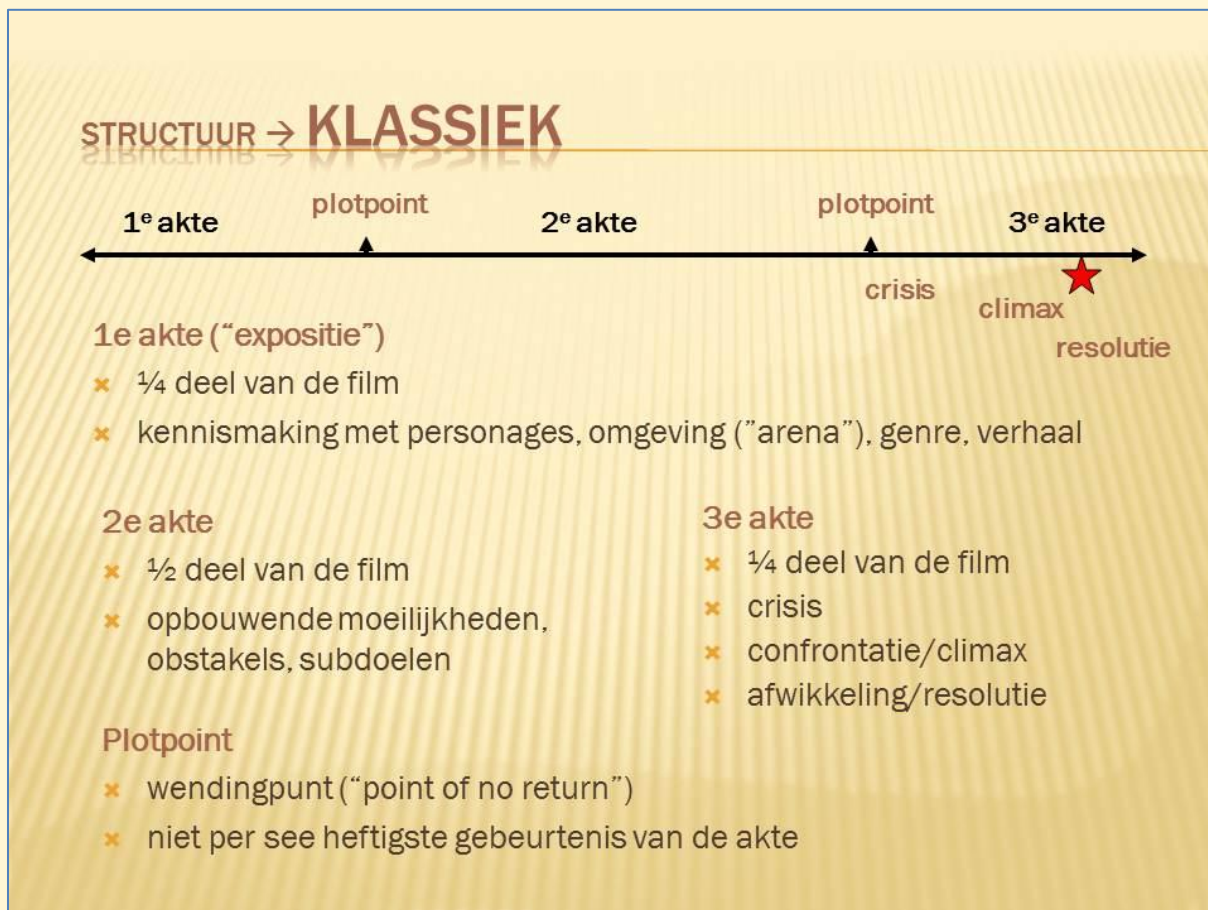 STRUCTUUR → KLASSIEK
plotpoint plotpoint
1e akte 2e akte 3e akte
crisis
climax
resolutie
1e akte (“expositie”)
¼ deel van de film
kennismaking met personages, omgeving (”arena”), genre, verhaal
2e akte
½ deel van de film
opbouwende moeilijkheden,
obstakels, subdoelen
3e akte
¼ deel van de film
crisis
confrontatie/climax
afwikkeling/resolutie
Plotpoint
wendingpunt (“point of no return”)
niet per see heftigste gebeurtenis van de akte